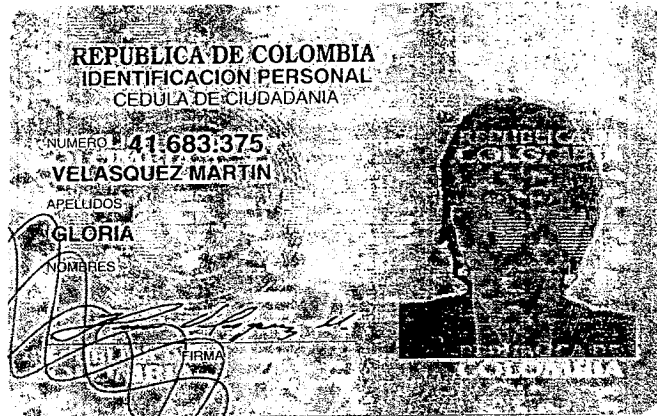 REPUBLICA DE COLOMBIA
IDENTIFICACION PERSONAL
CEDULA DE CIUDADANIA
NUMERO 41.683.375
VELASQUEZ MARTIN
APELLIDOS
GLORIA
NOMBRES
FIRMA
REPUBLICA
COLOMBIA